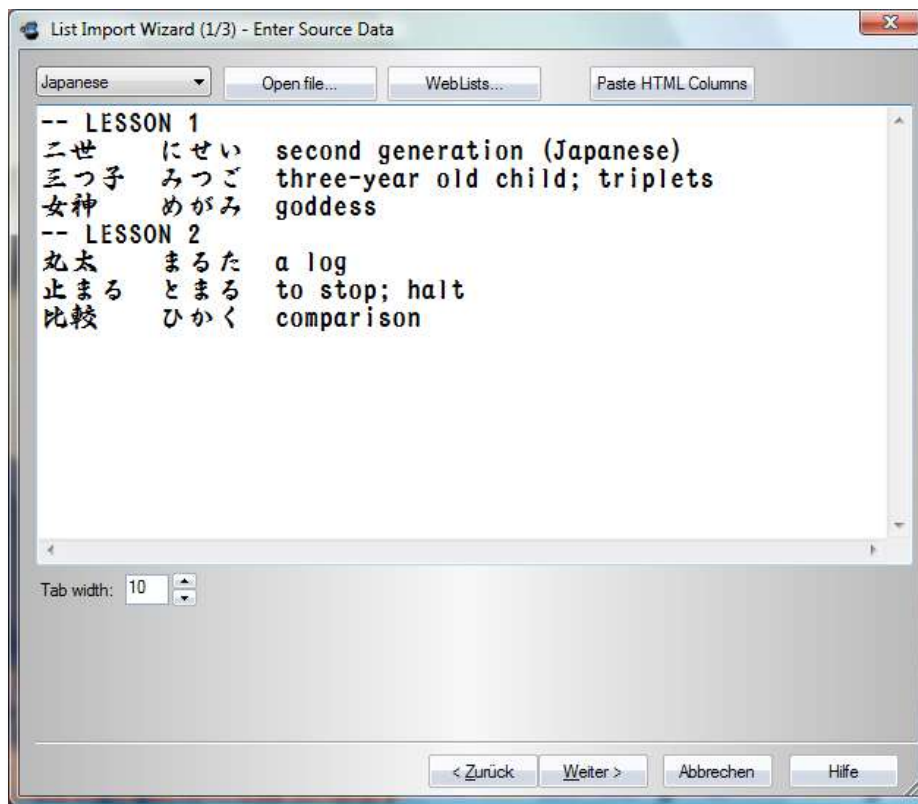 List Import Wizard (1/3) - Enter Source Data
Japanese Open file... WebLists... Paste HTML Columns
-- LESSON 1
二世 にせい second generation (Japanese)
三つ子 みつご three-year old child; triplets
女神 めがみ goddess
-- LESSON 2
丸太 まるた a log
止まる とまる to stop; halt
比較 ひかく comparison
Tab width: 10
< Zurück Weiter > Abbrechen Hilfe